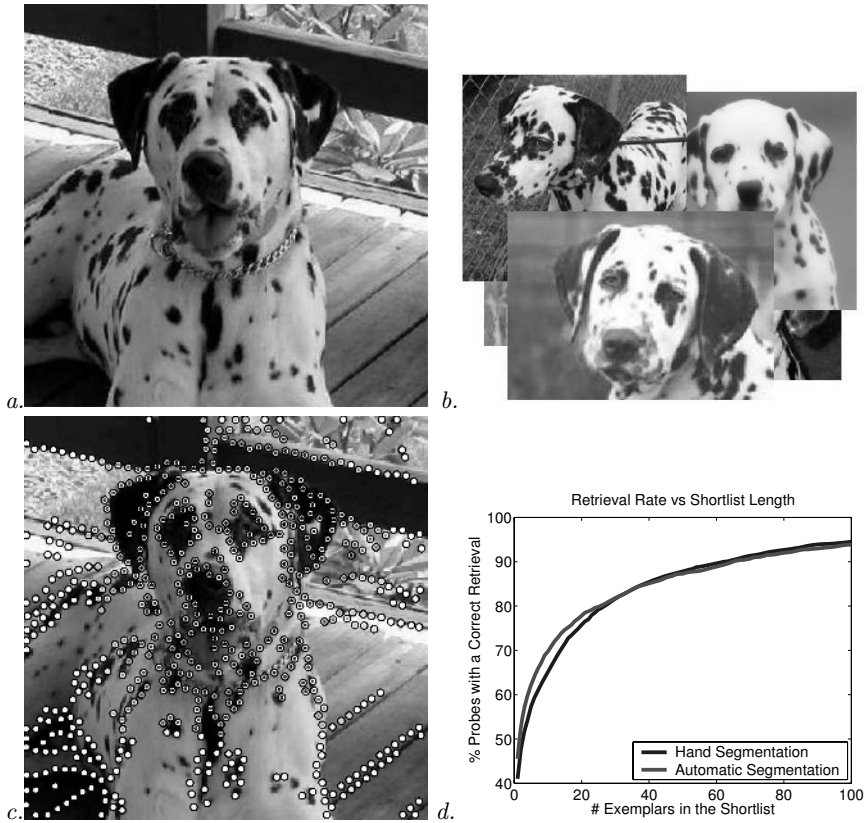 a.
b.
c.
d.
Retrieval Rate vs Shortlist Length
% Probes with a Correct Retrieval
100
90
80
70
60
50
40
0
20
40
60
80
100
# Exemplars in the Shortlist
Hand Segmentation
Automatic Segmentation